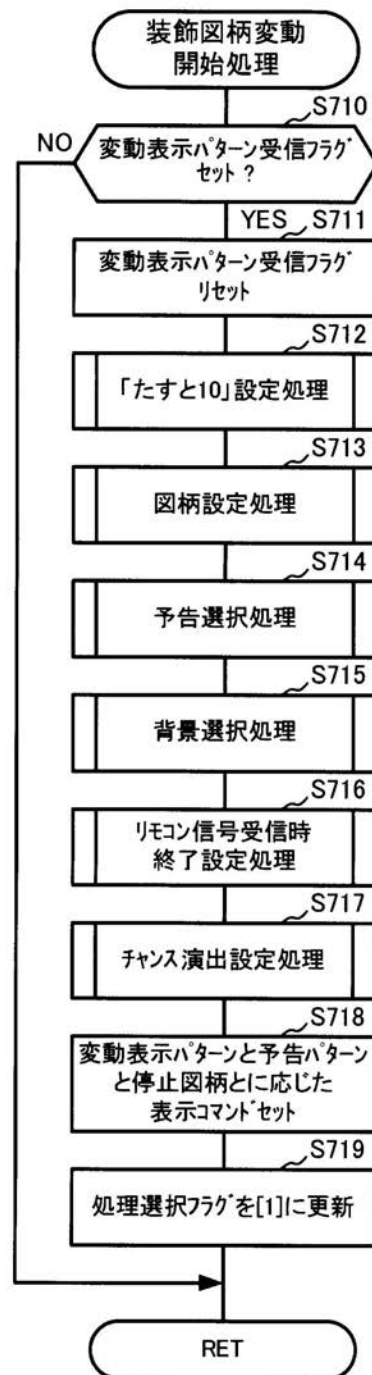 装飾図柄変動
開始処理
S710
NO
変動表示パターン受信フラグ
セット？
YES
S711
変動表示パターン受信フラグ
リセット
S712
「たすと10」設定処理
S713
図柄設定処理
S714
予告選択処理
S715
背景選択処理
S716
リモコン信号受信時
終了設定処理
S717
チャンス演出設定処理
S718
変動表示パターンと予告パターン
と停止図柄とに応じた
表示コマンドセット
S719
処理選択フラグを[1]に更新
RET